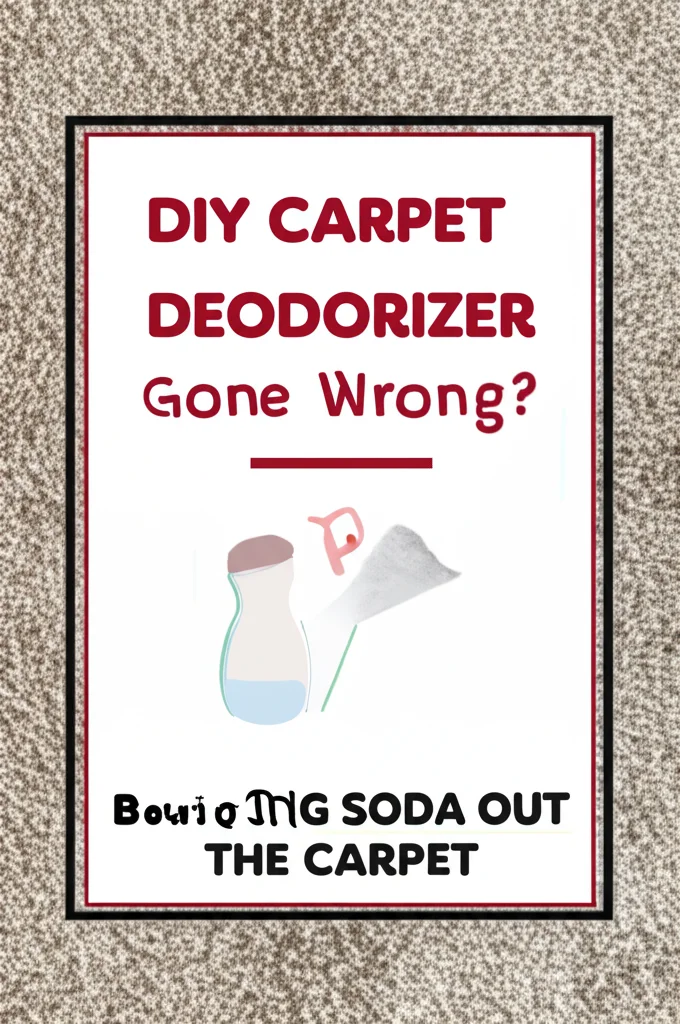 DIY CARPET
DEODORIZER
Gone Wrong?
SODA OUT
THE CARPET